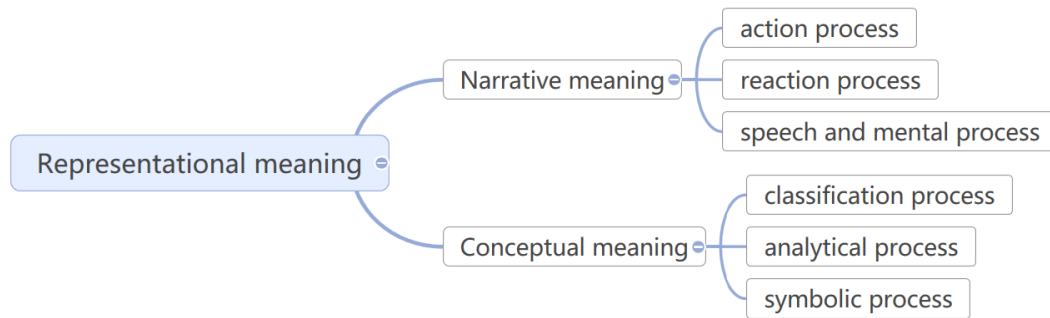 Representational meaning
Narrative meaning
action process
reaction process
speech and mental process
Conceptual meaning
classification process
analytical process
symbolic process